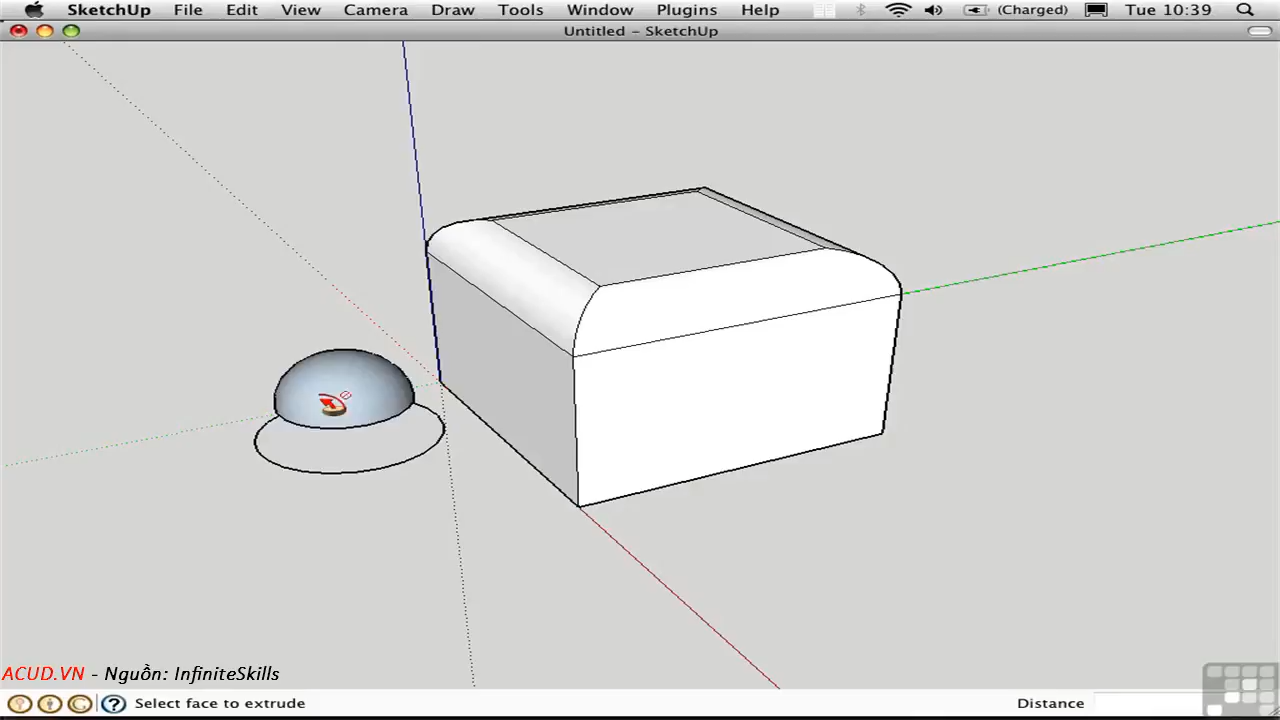 SketchUp File Edit View Camera Draw Tools Window Plugins Help (Charged) Tue 10:39
Untitled – SketchUp
ACUD.VN - Nguồn: InfiniteSkills
Select face to extrude Distance